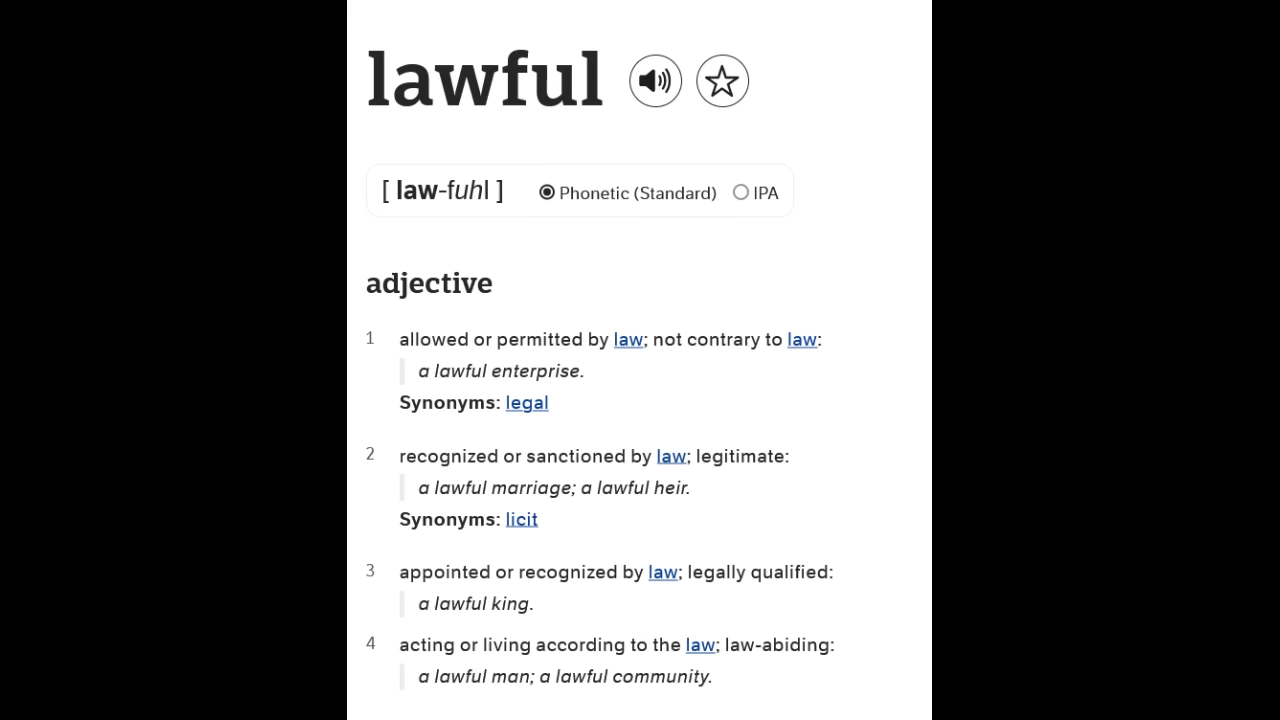 lawful
[ law-fuhl ] Phonetic (Standard) IPA
adjective
1 allowed or permitted by law; not contrary to law:
a lawful enterprise.
Synonyms: legal
2 recognized or sanctioned by law; legitimate:
a lawful marriage; a lawful heir.
Synonyms: licit
3 appointed or recognized by law; legally qualified:
a lawful king.
4 acting or living according to the law; law-abiding:
a lawful man; a lawful community.